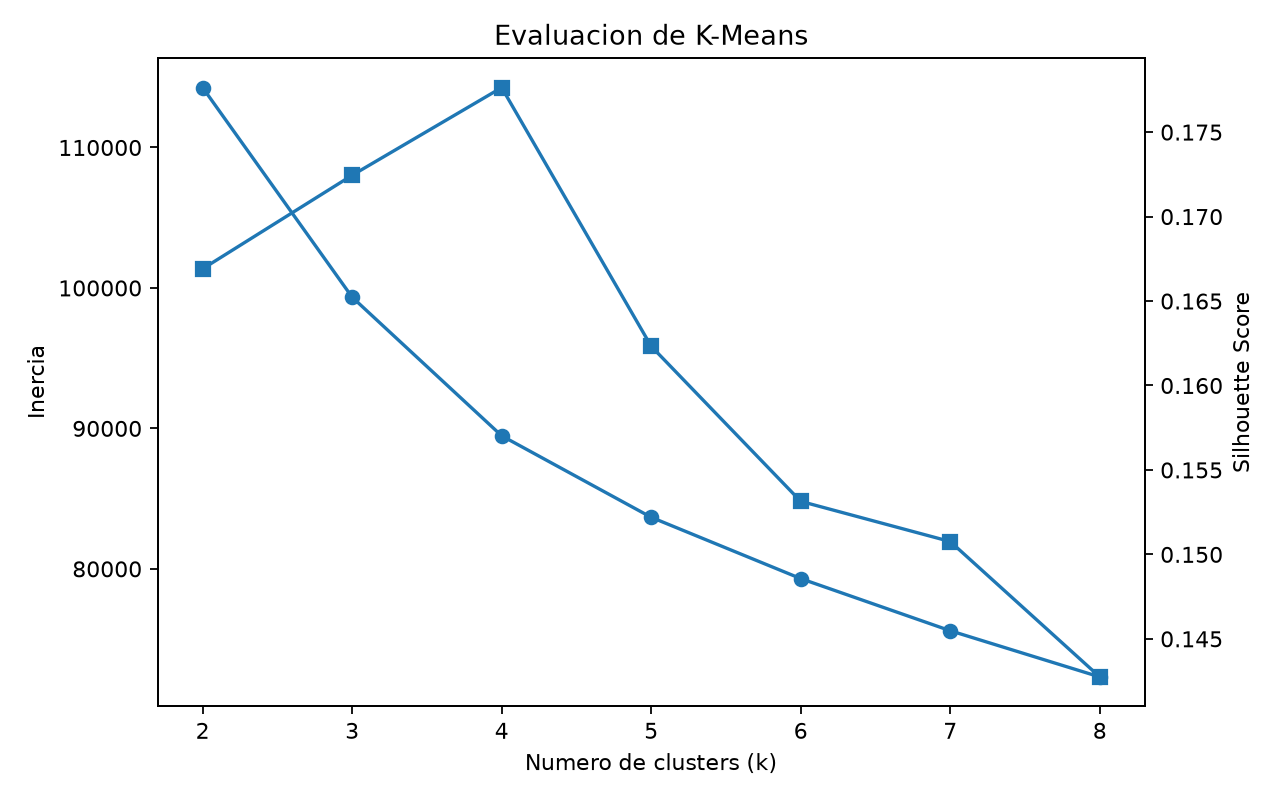 Evaluacion de K-Means
Inercia
110000
100000
90000
80000
Silhouette Score
0.175
0.170
0.165
0.160
0.155
0.150
0.145
2 3 4 5 6 7 8
Numero de clusters (k)